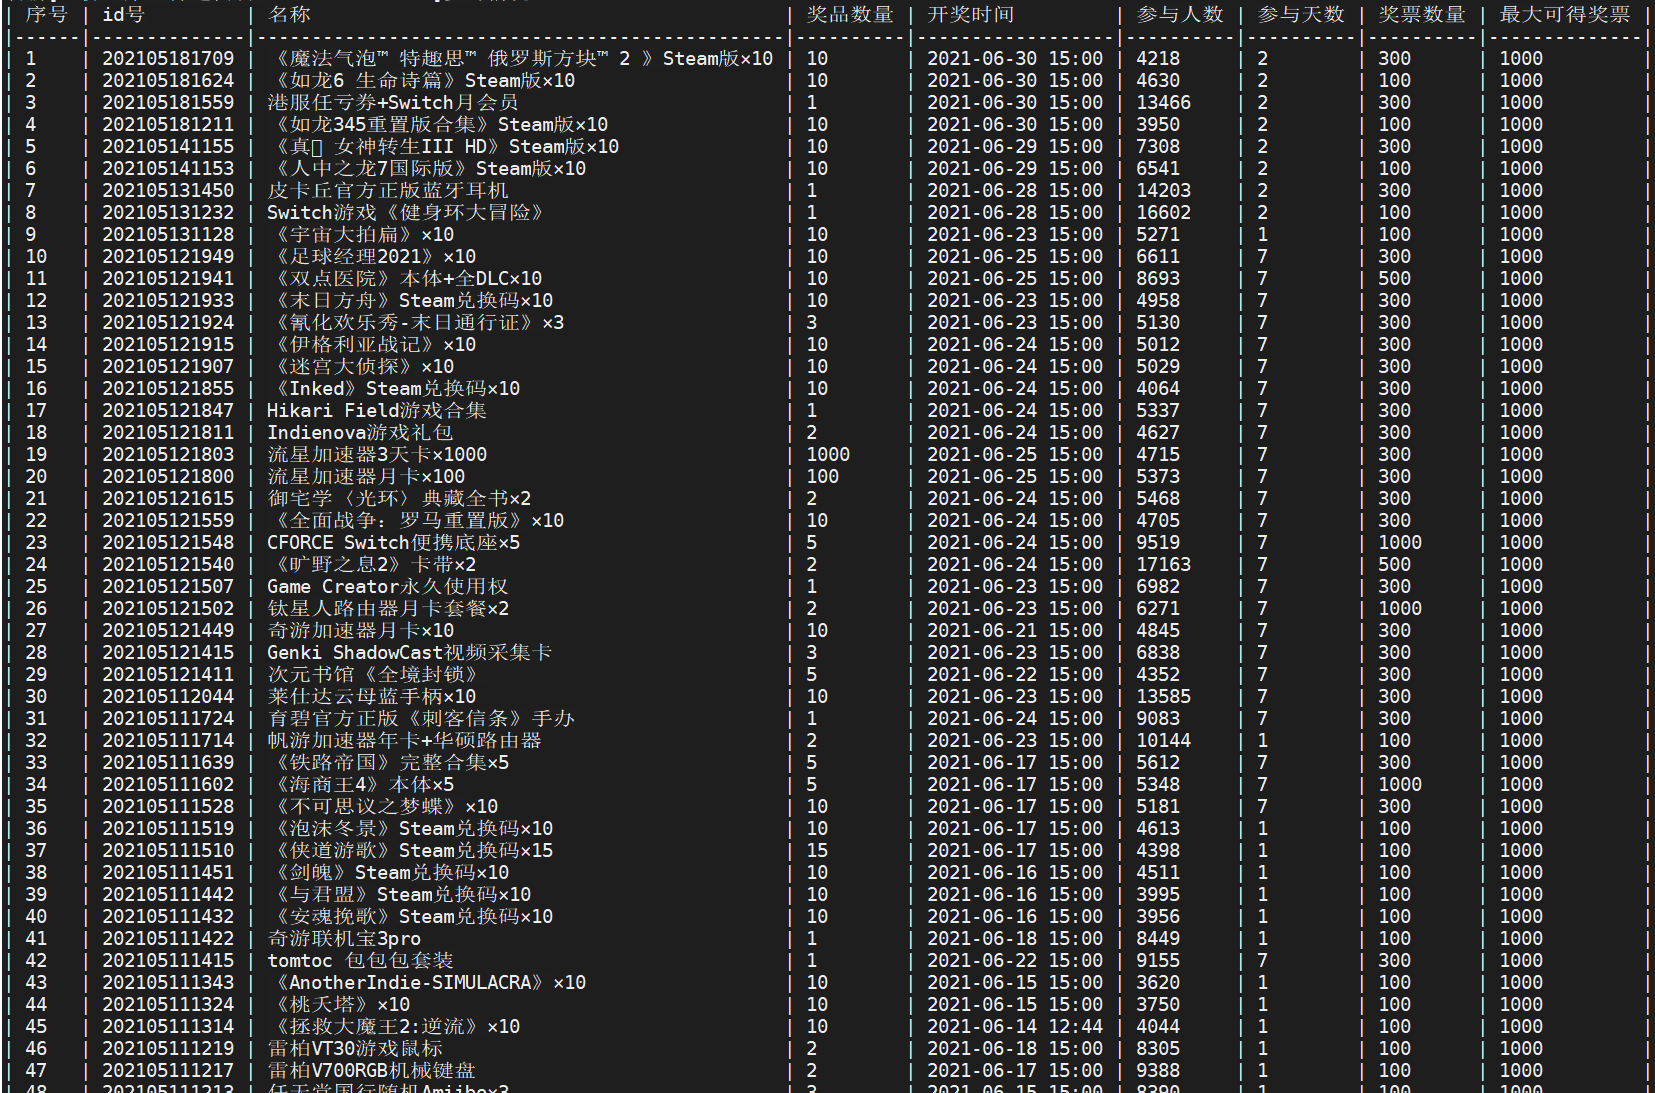 | 序号 | id号 | 名称 | 奖品数量 | 开奖时间 | 参与人数 | 参与天数 | 奖票数量 | 最大可得奖票 |
|------|--------------|------------------------------------------------|----------|------------------|----------|----------|----------|--------------|
| 1 | 202105181709 | 《魔法气泡™ 特趣思™ 俄罗斯方块™ 2 》Steam版×10 | 10 | 2021-06-30 15:00 | 4218 | 2 | 300 | 1000 |
| 2 | 202105181624 | 《如龙6 生命诗篇》Steam版×10 | 10 | 2021-06-30 15:00 | 4630 | 2 | 100 | 1000 |
| 3 | 202105181559 | 港服任亏券+Switch月会员 | 1 | 2021-06-30 15:00 | 13466 | 2 | 300 | 1000 |
| 4 | 202105181211 | 《如龙345重置版合集》Steam版×10 | 10 | 2021-06-30 15:00 | 3950 | 2 | 100 | 1000 |
| 5 | 202105141155 | 《真 女神转生III HD》Steam版×10 | 10 | 2021-06-29 15:00 | 7308 | 2 | 300 | 1000 |
| 6 | 202105141153 | 《人中之龙7国际版》Steam版×10 | 10 | 2021-06-29 15:00 | 6541 | 2 | 100 | 1000 |
| 7 | 202105131450 | 皮卡丘官方正版蓝牙耳机 | 1 | 2021-06-28 15:00 | 14203 | 2 | 300 | 1000 |
| 8 | 202105131232 | Switch游戏《健身环大冒险》 | 1 | 2021-06-28 15:00 | 16602 | 2 | 100 | 1000 |
| 9 | 202105131128 | 《宇宙大拍扁》×10 | 10 | 2021-06-23 15:00 | 5271 | 1 | 100 | 1000 |
| 10 | 202105121949 | 《足球经理2021》×10 | 10 | 2021-06-25 15:00 | 6611 | 7 | 300 | 1000 |
| 11 | 202105121941 | 《双点医院》本体+全DLC×10 | 10 | 2021-06-25 15:00 | 8693 | 7 | 500 | 1000 |
| 12 | 202105121933 | 《末日方舟》Steam兑换码×10 | 10 | 2021-06-23 15:00 | 4958 | 7 | 300 | 1000 |
| 13 | 202105121924 | 《氰化欢乐秀-末日通行证》×3 | 3 | 2021-06-23 15:00 | 5130 | 7 | 300 | 1000 |
| 14 | 202105121915 | 《伊格利亚战记》×10 | 10 | 2021-06-24 15:00 | 5012 | 7 | 300 | 1000 |
| 15 | 202105121907 | 《迷宫大侦探》×10 | 10 | 2021-06-24 15:00 | 5029 | 7 | 300 | 1000 |
| 16 | 202105121855 | 《Inked》Steam兑换码×10 | 10 | 2021-06-24 15:00 | 4064 | 7 | 300 | 1000 |
| 17 | 202105121847 | Hikari Field游戏合集 | 1 | 2021-06-24 15:00 | 5337 | 7 | 300 | 1000 |
| 18 | 202105121811 | Indienova游戏礼包 | 2 | 2021-06-24 15:00 | 4627 | 7 | 300 | 1000 |
| 19 | 202105121803 | 流星加速器3天卡×1000 | 1000 | 2021-06-25 15:00 | 4715 | 7 | 300 | 1000 |
| 20 | 202105121800 | 流星加速器月卡×100 | 100 | 2021-06-25 15:00 | 5373 | 7 | 300 | 1000 |
| 21 | 202105121615 | 御宅学〈光环〉典藏全书×2 | 2 | 2021-06-24 15:00 | 5468 | 7 | 300 | 1000 |
| 22 | 202105121559 | 《全面战争：罗马重置版》×10 | 10 | 2021-06-24 15:00 | 4705 | 7 | 300 | 1000 |
| 23 | 202105121548 | CFORCE Switch便携底座×5 | 5 | 2021-06-24 15:00 | 9519 | 7 | 1000 | 1000 |
| 24 | 202105121540 | 《旷野之息2》卡带×2 | 2 | 2021-06-24 15:00 | 17163 | 7 | 500 | 1000 |
| 25 | 202105121507 | Game Creator永久使用权 | 1 | 2021-06-23 15:00 | 6982 | 7 | 300 | 1000 |
| 26 | 202105121502 | 钛星人路由器月卡套餐×2 | 2 | 2021-06-23 15:00 | 6271 | 7 | 1000 | 1000 |
| 27 | 202105121449 | 奇游加速器月卡×10 | 10 | 2021-06-21 15:00 | 4845 | 7 | 300 | 1000 |
| 28 | 202105121415 | Genki ShadowCast视频采集卡 | 3 | 2021-06-23 15:00 | 6838 | 7 | 300 | 1000 |
| 29 | 202105121411 | 次元书馆《全境封锁》 | 5 | 2021-06-22 15:00 | 4352 | 7 | 300 | 1000 |
| 30 | 202105112044 | 莱仕达云母蓝手柄×10 | 10 | 2021-06-23 15:00 | 13585 | 7 | 300 | 1000 |
| 31 | 202105111724 | 育碧官方正版《刺客信条》手办 | 1 | 2021-06-24 15:00 | 9083 | 7 | 300 | 1000 |
| 32 | 202105111714 | 帆游加速器年卡+华硕路由器 | 2 | 2021-06-23 15:00 | 10144 | 1 | 100 | 1000 |
| 33 | 202105111639 | 《铁路帝国》完整合集×5 | 5 | 2021-06-17 15:00 | 5612 | 7 | 300 | 1000 |
| 34 | 202105111602 | 《海商王4》本体×5 | 5 | 2021-06-17 15:00 | 5348 | 7 | 1000 | 1000 |
| 35 | 202105111528 | 《不可思议之梦蝶》×10 | 10 | 2021-06-17 15:00 | 5181 | 7 | 300 | 1000 |
| 36 | 202105111519 | 《泡沫冬景》Steam兑换码×10 | 10 | 2021-06-17 15:00 | 4613 | 1 | 100 | 1000 |
| 37 | 202105111510 | 《侠道游歌》Steam兑换码×15 | 15 | 2021-06-17 15:00 | 4398 | 1 | 100 | 1000 |
| 38 | 202105111451 | 《剑魄》Steam兑换码×10 | 10 | 2021-06-16 15:00 | 4511 | 1 | 100 | 1000 |
| 39 | 202105111442 | 《与君盟》Steam兑换码×10 | 10 | 2021-06-16 15:00 | 3995 | 1 | 100 | 1000 |
| 40 | 202105111432 | 《安魂挽歌》Steam兑换码×10 | 10 | 2021-06-16 15:00 | 3956 | 1 | 100 | 1000 |
| 41 | 202105111422 | 奇游联机宝3pro | 1 | 2021-06-18 15:00 | 8449 | 1 | 100 | 1000 |
| 42 | 202105111415 | tomtoc 包包包套装 | 1 | 2021-06-22 15:00 | 9155 | 7 | 300 | 1000 |
| 43 | 202105111343 | 《AnotherIndie-SIMULACRA》×10 | 10 | 2021-06-15 15:00 | 3620 | 1 | 100 | 1000 |
| 44 | 202105111324 | 《桃夭塔》×10 | 10 | 2021-06-15 15:00 | 3750 | 1 | 100 | 1000 |
| 45 | 202105111314 | 《拯救大魔王2:逆流》×10 | 10 | 2021-06-14 12:44 | 4044 | 1 | 100 | 1000 |
| 46 | 202105111219 | 雷柏VT30游戏鼠标 | 2 | 2021-06-18 15:00 | 8305 | 1 | 100 | 1000 |
| 47 | 202105111217 | 雷柏V700RGB机械键盘 | 2 | 2021-06-17 15:00 | 9388 | 1 | 100 | 1000 |
| 48 | 202105111213 | 任天堂国行随机Amiibo×3 | 3 | 2021-06-15 15:00 | 8390 | 1 | 100 | 1000 |